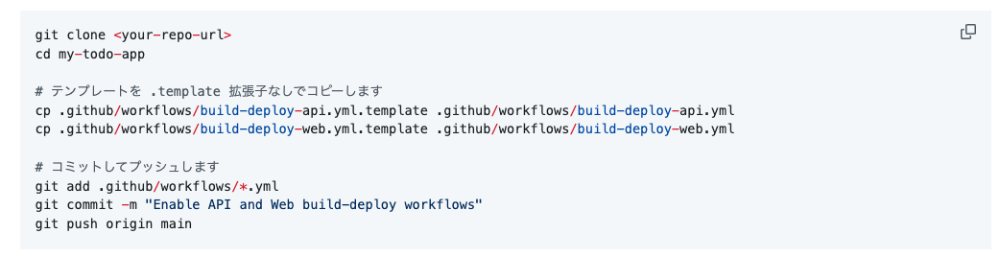 git clone <your-repo-url>
cd my-todo-app
# テンプレートを .template 拡張子なしでコピーします
cp .github/workflows/build-deploy-api.yml.template .github/workflows/build-deploy-api.yml
cp .github/workflows/build-deploy-web.yml.template .github/workflows/build-deploy-web.yml
# コミットしてプッシュします
git add .github/workflows/*.yml
git commit -m "Enable API and Web build-deploy workflows"
git push origin main